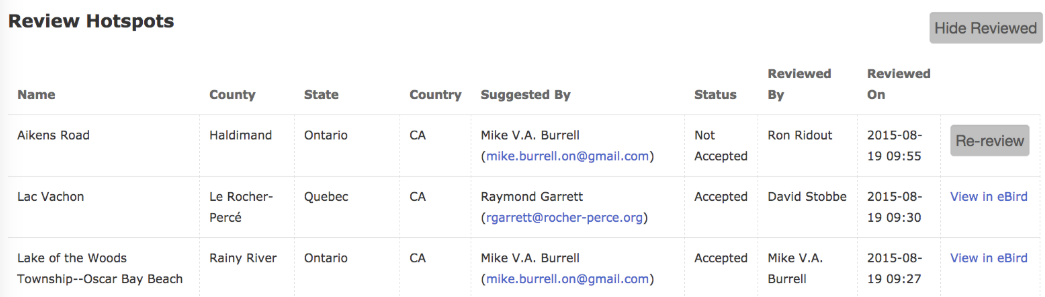 Review Hotspots
Hide Reviewed
Name County State Country Suggested By Status Reviewed By Reviewed On
Aikens Road Haldimand Ontario CA Mike V.A. Burrell Not Ron Ridout 2015-08- Re-review
(mike.burrell.on@gmail.com) Accepted 19 09:55
Lac Vachon Le Rocher- Quebec CA Raymond Garrett Accepted David Stobbe 2015-08- View in eBird
Percé (rgarrett@rocher-perce.org) 19 09:30
Lake of the Woods Rainy River Ontario CA Mike V.A. Burrell Accepted Mike V.A. 2015-08- View in eBird
Township--Oscar Bay Beach (mike.burrell.on@gmail.com) Burrell 19 09:27